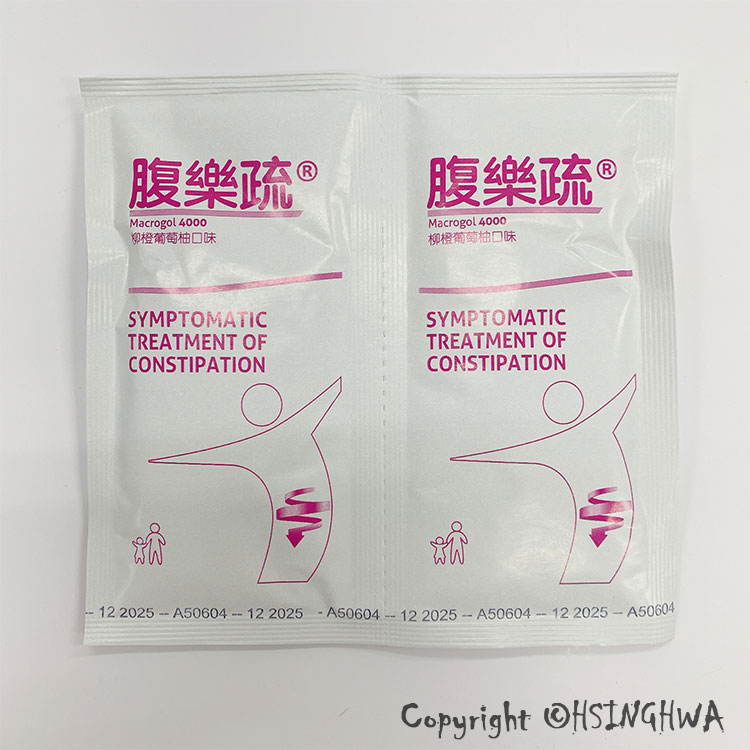 腹樂疏®
Macrogol 4000
柳橙葡萄柚口味
SYMPTOMATIC
TREATMENT OF
CONSTIPATION
腹樂疏®
Macrogol 4000
柳橙葡萄柚口味
SYMPTOMATIC
TREATMENT OF
CONSTIPATION
-- 12 2025 -- A50604 -- 12 2025 - A50604 -- 12 2025 -- A50604 -- 12 2025 -- A50604
Copyright ©HSINGHWA